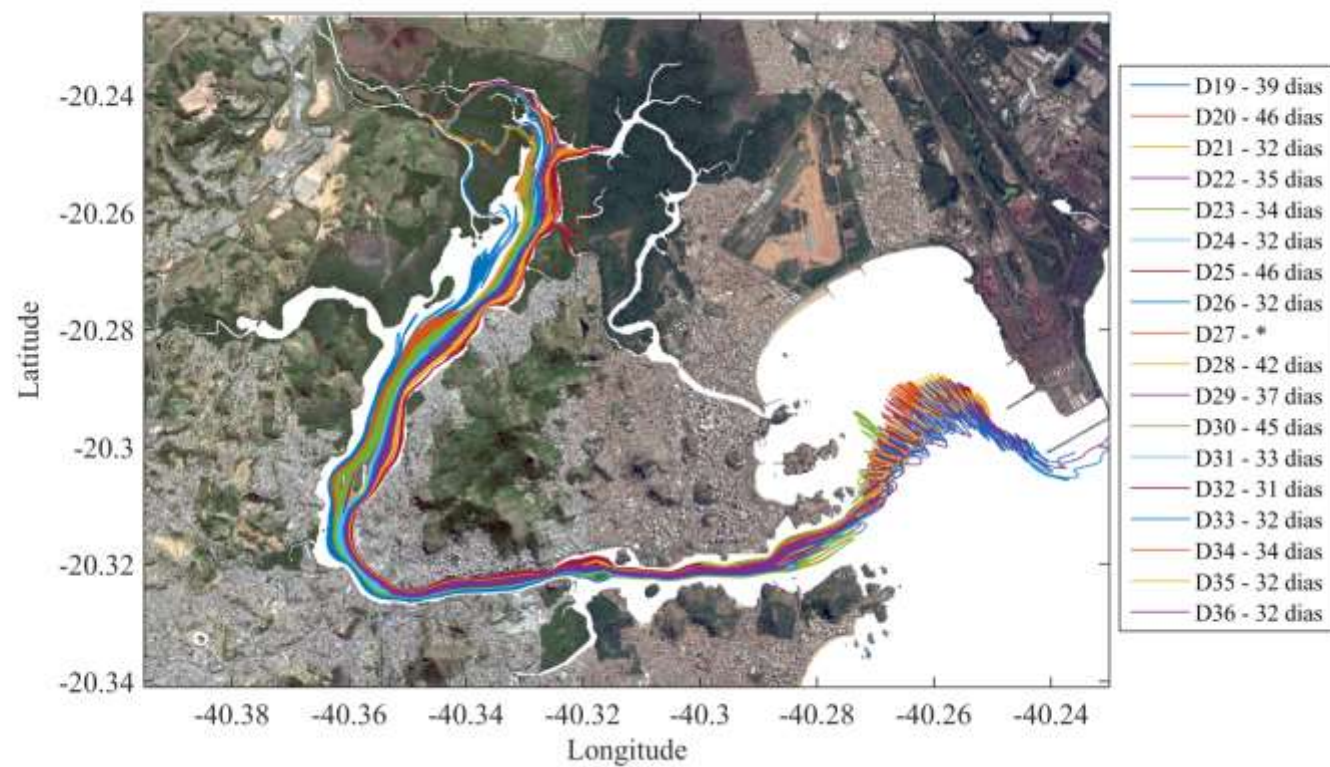 -20.24
-20.26
-20.28
-20.3
-20.32
-20.34
Latitude
-40.38
-40.36
-40.34
-40.32
-40.3
-40.28
-40.26
-40.24
Longitude
D19 - 39 dias
D20 - 46 dias
D21 - 32 dias
D22 - 35 dias
D23 - 34 dias
D24 - 32 dias
D25 - 46 dias
D26 - 32 dias
D27 - *
D28 - 42 dias
D29 - 37 dias
D30 - 45 dias
D31 - 33 dias
D32 - 31 dias
D33 - 32 dias
D34 - 34 dias
D35 - 32 dias
D36 - 32 dias